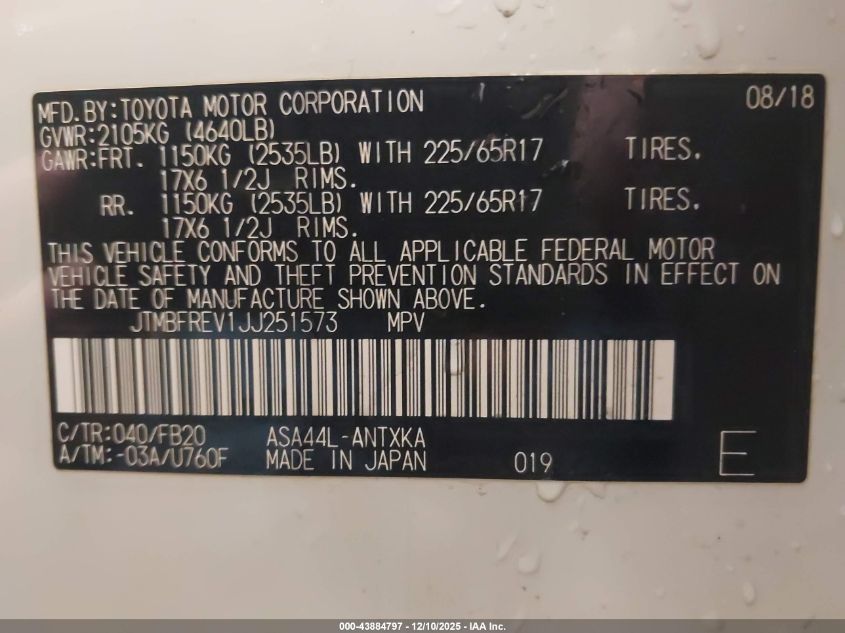 MFD.BY:TOYOTA MOTOR CORPORATION 08/18
GVWR:2105KG (4640LB)
GAWR:FRT. 1150KG (2535LB) WITH 225/65R17 TIRES.
17X6 1/2J RIMS.
RR. 1150KG (2535LB) WITH 225/65R17 TIRES.
17X6 1/2J RIMS.
THIS VEHICLE CONFORMS TO ALL APPLICABLE FEDERAL MOTOR
VEHICLE SAFETY AND THEFT PREVENTION STANDARDS IN EFFECT ON
THE DATE OF MANUFACTURE SHOWN ABOVE.
JTMBFREV1JJ251573 MPV
C/TR:040/FB20 ASA44L-ANTXKA
A/TM:-03A/U760F MADE IN JAPAN 019 E
000-43884797 - 12/10/2025 - IAA Inc.